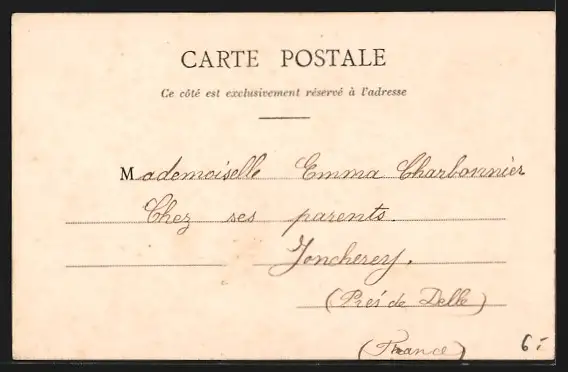 CARTE POSTALE
Ce côté est exclusivement réservé à l'adresse
Mademoiselle Emma Charbonnier
Chez ses parents.
Joncherey.
(Près de Delle)
(France)
6.-